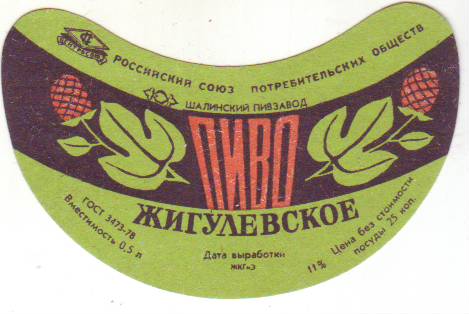 ЦЕНТРОСОЮЗ
РОССИЙСКИЙ СОЮЗ ПОТРЕБИТЕЛЬСКИХ ОБЩЕСТВ
ШАЛИНСКИЙ ПИВЗАВОД
ПИВО
ЖИГУЛЕВСКОЕ
ГОСТ 3473-78
Вместимость 0,5 л
Дата выработки
11%
Цена без стоимости
посуды 25 коп.